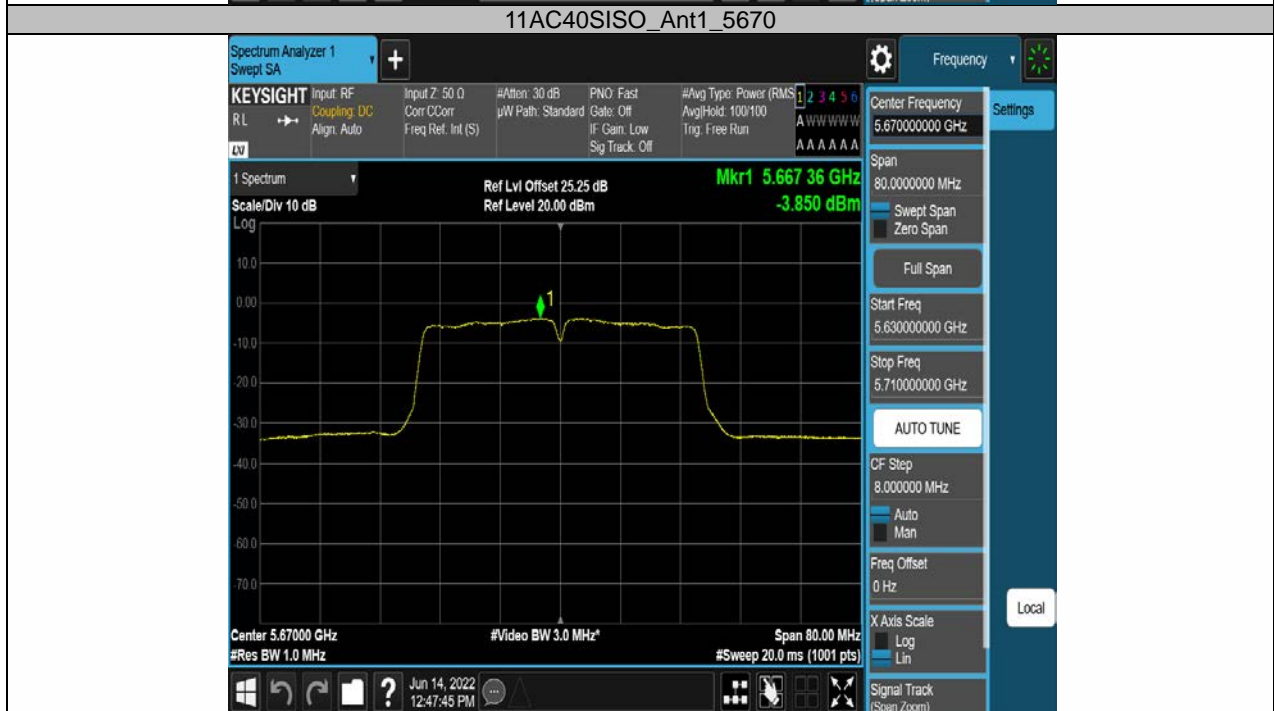 (Span Zoom)
11AC40SISO_Ant1_5670
Spectrum Analyzer 1
Swept SA
+
Frequency
KEYSIGHT
RL
LXI
Input: RF
Coupling: DC
Align: Auto
Input Z: 50 Ω
Corr CCorr
Freq Ref: Int (S)
#Atten: 30 dB
µW Path: Standard
PNO: Fast
Gate: Off
IF Gain: Low
Sig Track: Off
#Avg Type: Power (RMS
Avg|Hold: 100/100
Trig: Free Run
1 2 3 4 5 6
A W W W W W
A A A A A A
1 Spectrum
Scale/Div 10 dB
Log
Ref Lvl Offset 25.25 dB
Ref Level 20.00 dBm
Mkr1 5.667 36 GHz
-3.850 dBm
10.0
0.00
-10.0
-20.0
-30.0
-40.0
-50.0
-60.0
-70.0
1
Center 5.67000 GHz
#Res BW 1.0 MHz
#Video BW 3.0 MHz*
Span 80.00 MHz
#Sweep 20.0 ms (1001 pts)
Center Frequency
5.670000000 GHz
Settings
Span
80.0000000 MHz
Swept Span
Zero Span
Full Span
Start Freq
5.630000000 GHz
Stop Freq
5.710000000 GHz
AUTO TUNE
CF Step
8.000000 MHz
Auto
Man
Freq Offset
0 Hz
X Axis Scale
Log
Lin
Local
Signal Track
(Span Zoom)
?
Jun 14, 2022
12:47:45 PM